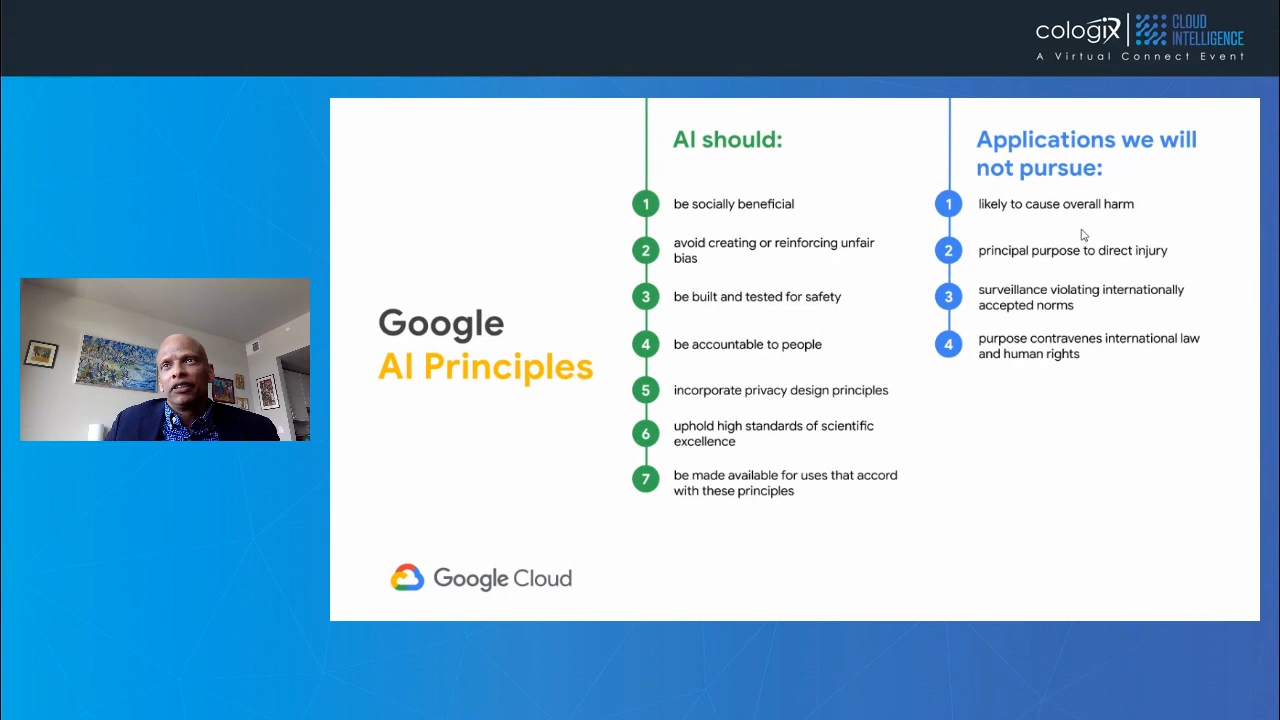 cologix
CLOUD
INTELLIGENCE
A Virtual Connect Event
Google
AI Principles
Google Cloud
AI should:
1 be socially beneficial
2 avoid creating or reinforcing unfair
bias
3 be built and tested for safety
4 be accountable to people
5 incorporate privacy design principles
6 uphold high standards of scientific
excellence
7 be made available for uses that accord
with these principles
Applications we will
not pursue:
1 likely to cause overall harm
2 principal purpose to direct injury
3 surveillance violating internationally
accepted norms
4 purpose contravenes international law
and human rights